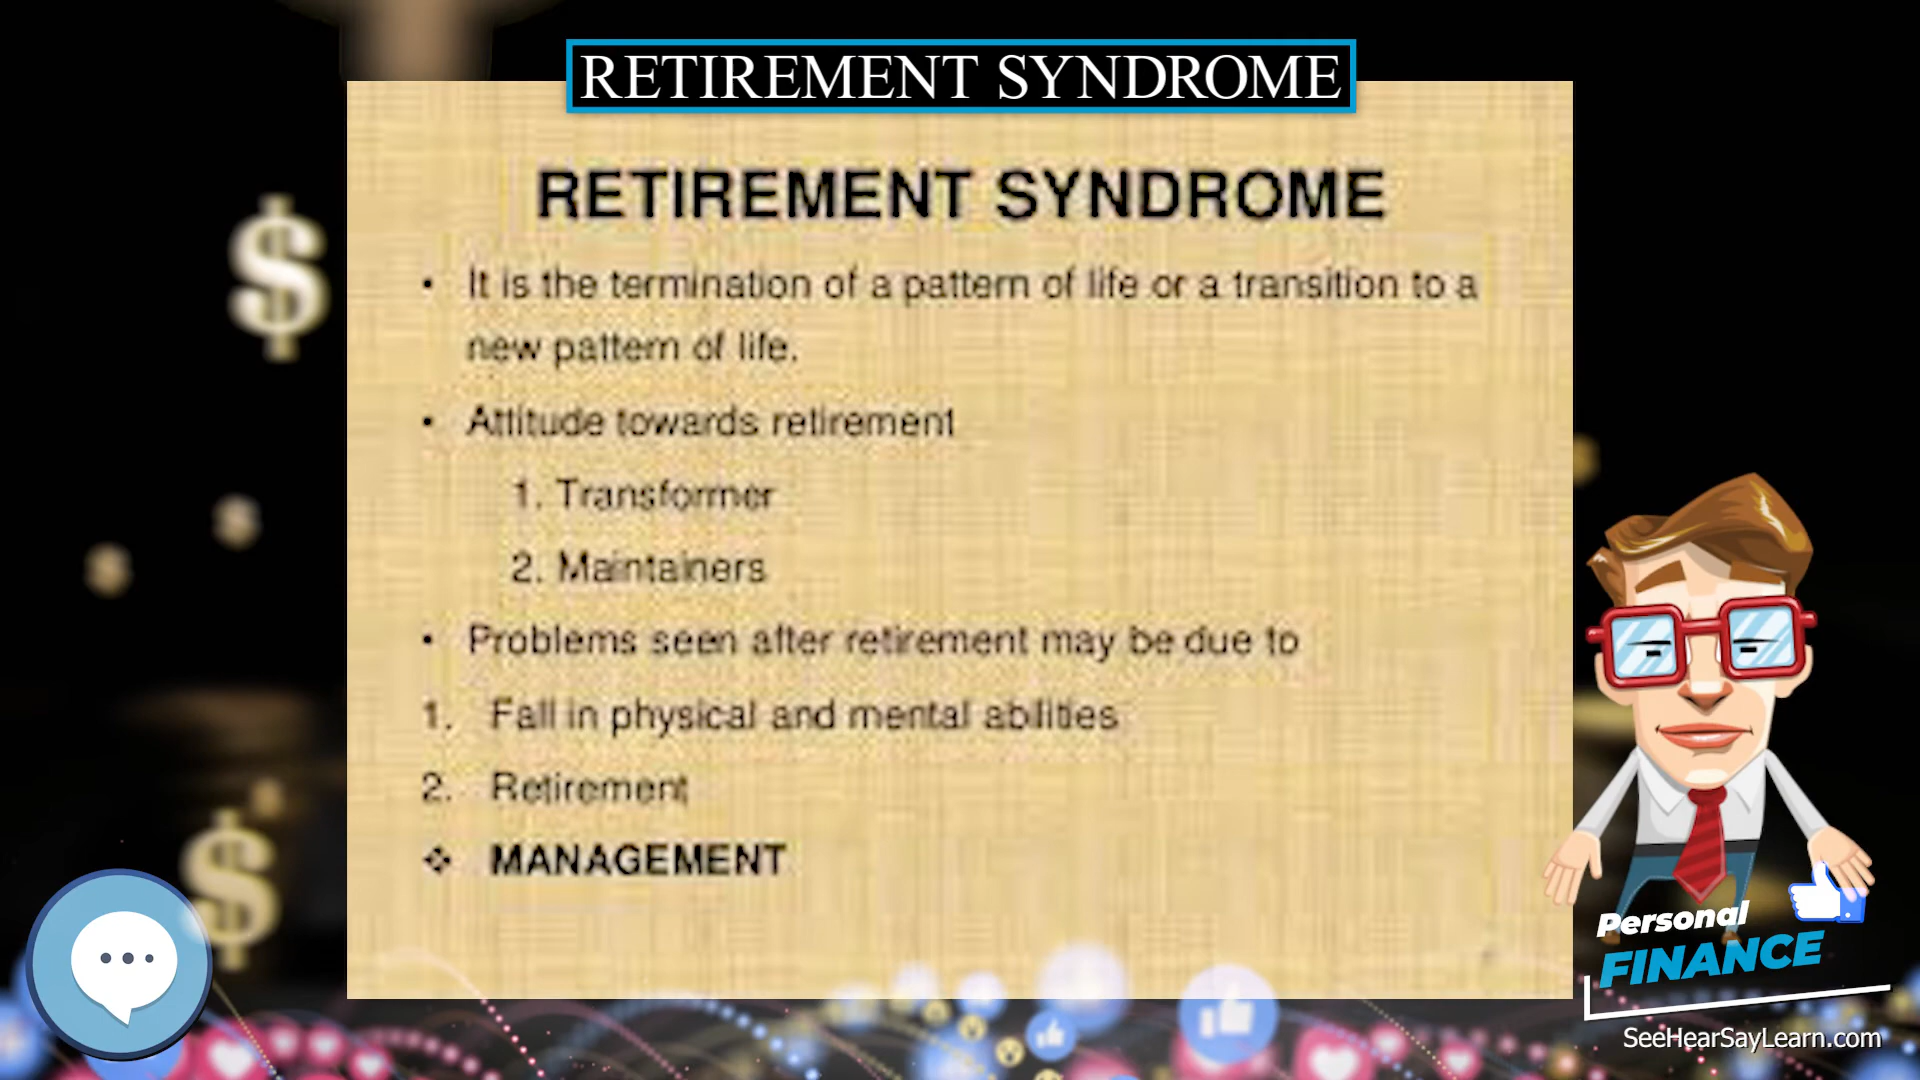 RETIREMENT SYNDROME
RETIREMENT SYNDROME
• It is the termination of a pattern of life or a transition to a
new pattern of life.
• Attitude towards retirement
1. Transformer
2. Maintainers
• Problems seen after retirement may be due to
1. Fall in physical and mental abilities
2. Retirement
❖ MANAGEMENT
Personal
FINANCE
SeeHearSayLearn.com